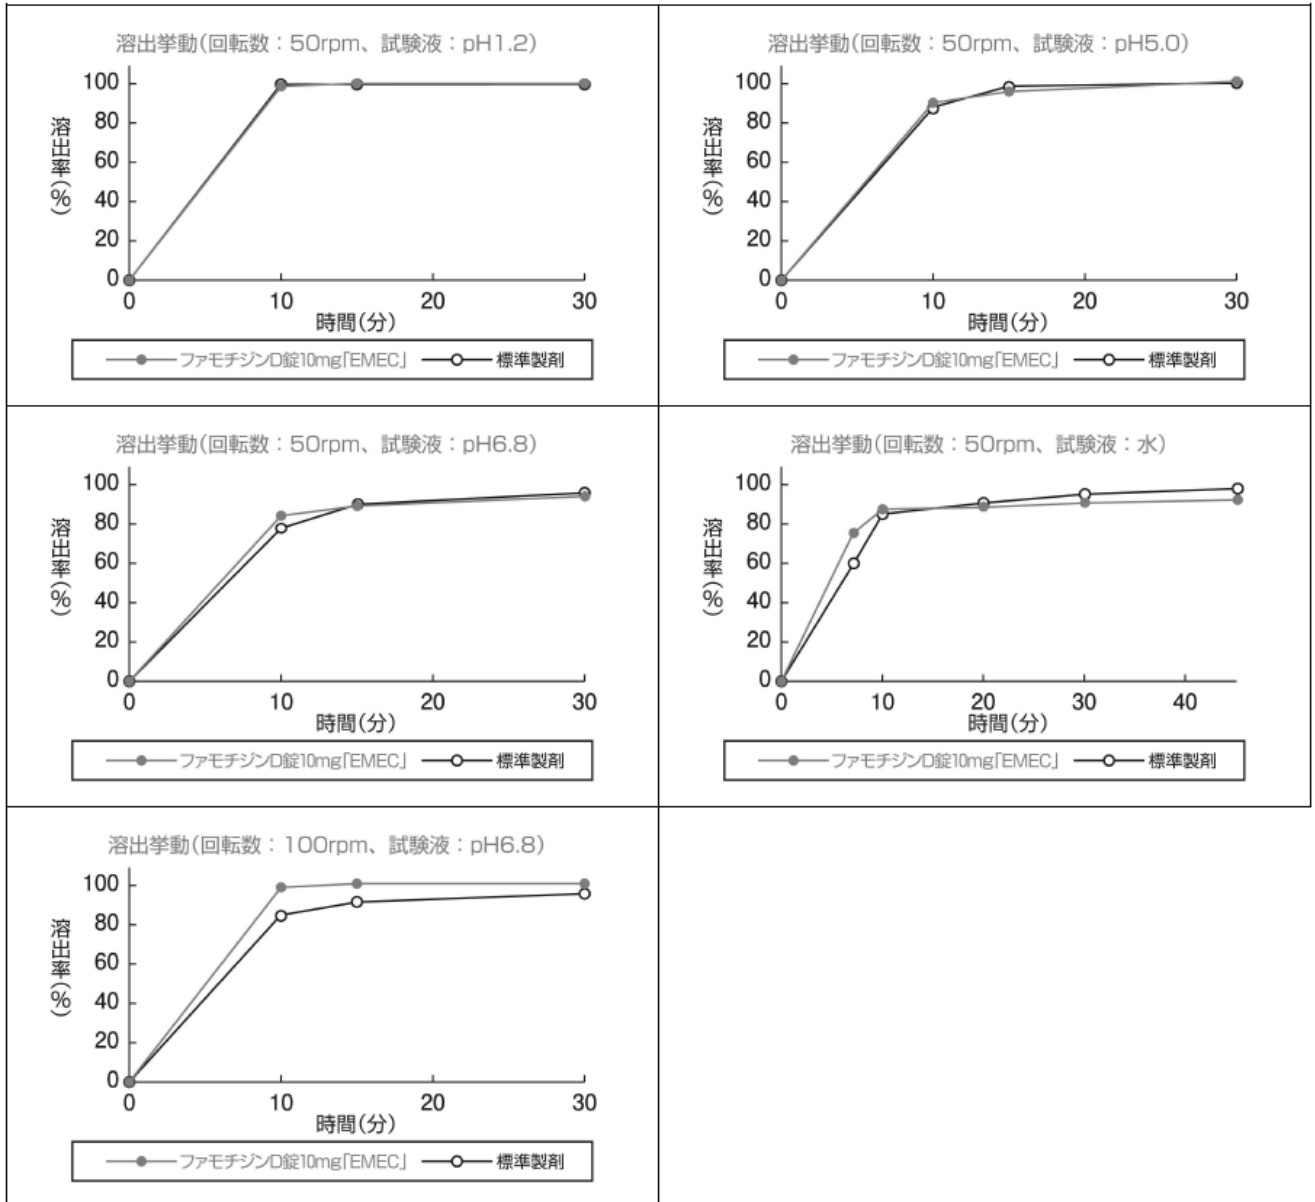 溶出挙動(回転数：50rpm、試験液：pH1.2)
100
80
60
40
20
0
溶出率(%)
0 10 20 30
時間(分)
ファモチジンD錠10mg「EMEC」 標準製剤
溶出挙動(回転数：50rpm、試験液：pH5.0)
100
80
60
40
20
0
溶出率(%)
0 10 20 30
時間(分)
ファモチジンD錠10mg「EMEC」 標準製剤
溶出挙動(回転数：50rpm、試験液：pH6.8)
100
80
60
40
20
0
溶出率(%)
0 10 20 30
時間(分)
ファモチジンD錠10mg「EMEC」 標準製剤
溶出挙動(回転数：50rpm、試験液：水)
100
80
60
40
20
0
溶出率(%)
0 10 20 30 40
時間(分)
ファモチジンD錠10mg「EMEC」 標準製剤
溶出挙動(回転数：100rpm、試験液：pH6.8)
100
80
60
40
20
0
溶出率(%)
0 10 20 30
時間(分)
ファモチジンD錠10mg「EMEC」 標準製剤